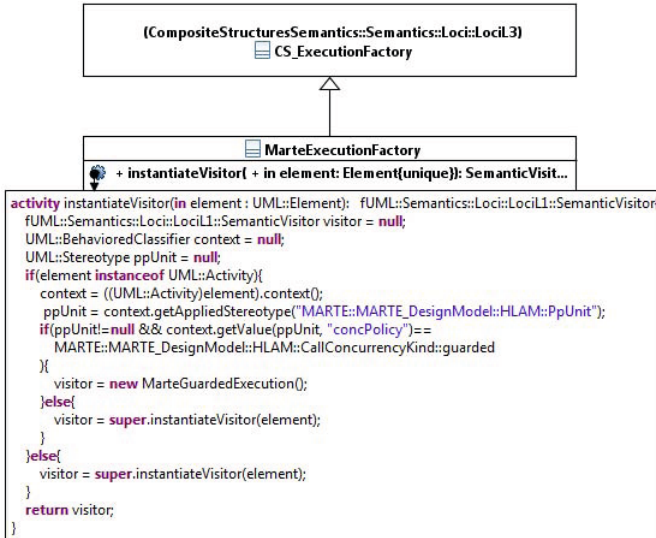 (CompositeStructuresSemantics::Semantics::Loci::LociL3)
CS_ExecutionFactory
MarteExecutionFactory
+ instantiateVisitor( + in element: Element{unique}): SemanticVisit...
activity instantiateVisitor(in element : UML::Element):   fUML::Semantics::Loci::LociL1::SemanticVisitor
fUML::Semantics::Loci::LociL1::SemanticVisitor visitor = null;
UML::BehavioredClassifier context = null;
UML::Stereotype ppUnit = null;
if(element instanceof UML::Activity){
context = ((UML::Activity)element).context();
ppUnit = context.getAppliedStereotype("MARTE::MARTE_DesignModel::HLAM::PpUnit");
if(ppUnit!=null && context.getValue(ppUnit, "concPolicy")==
MARTE::MARTE_DesignModel::HLAM::CallConcurrencyKind::guarded
){
visitor = new MarteGuardedExecution();
}else{
visitor = super.instantiateVisitor(element);
}
}else{
visitor = super.instantiateVisitor(element);
}
return visitor;
}